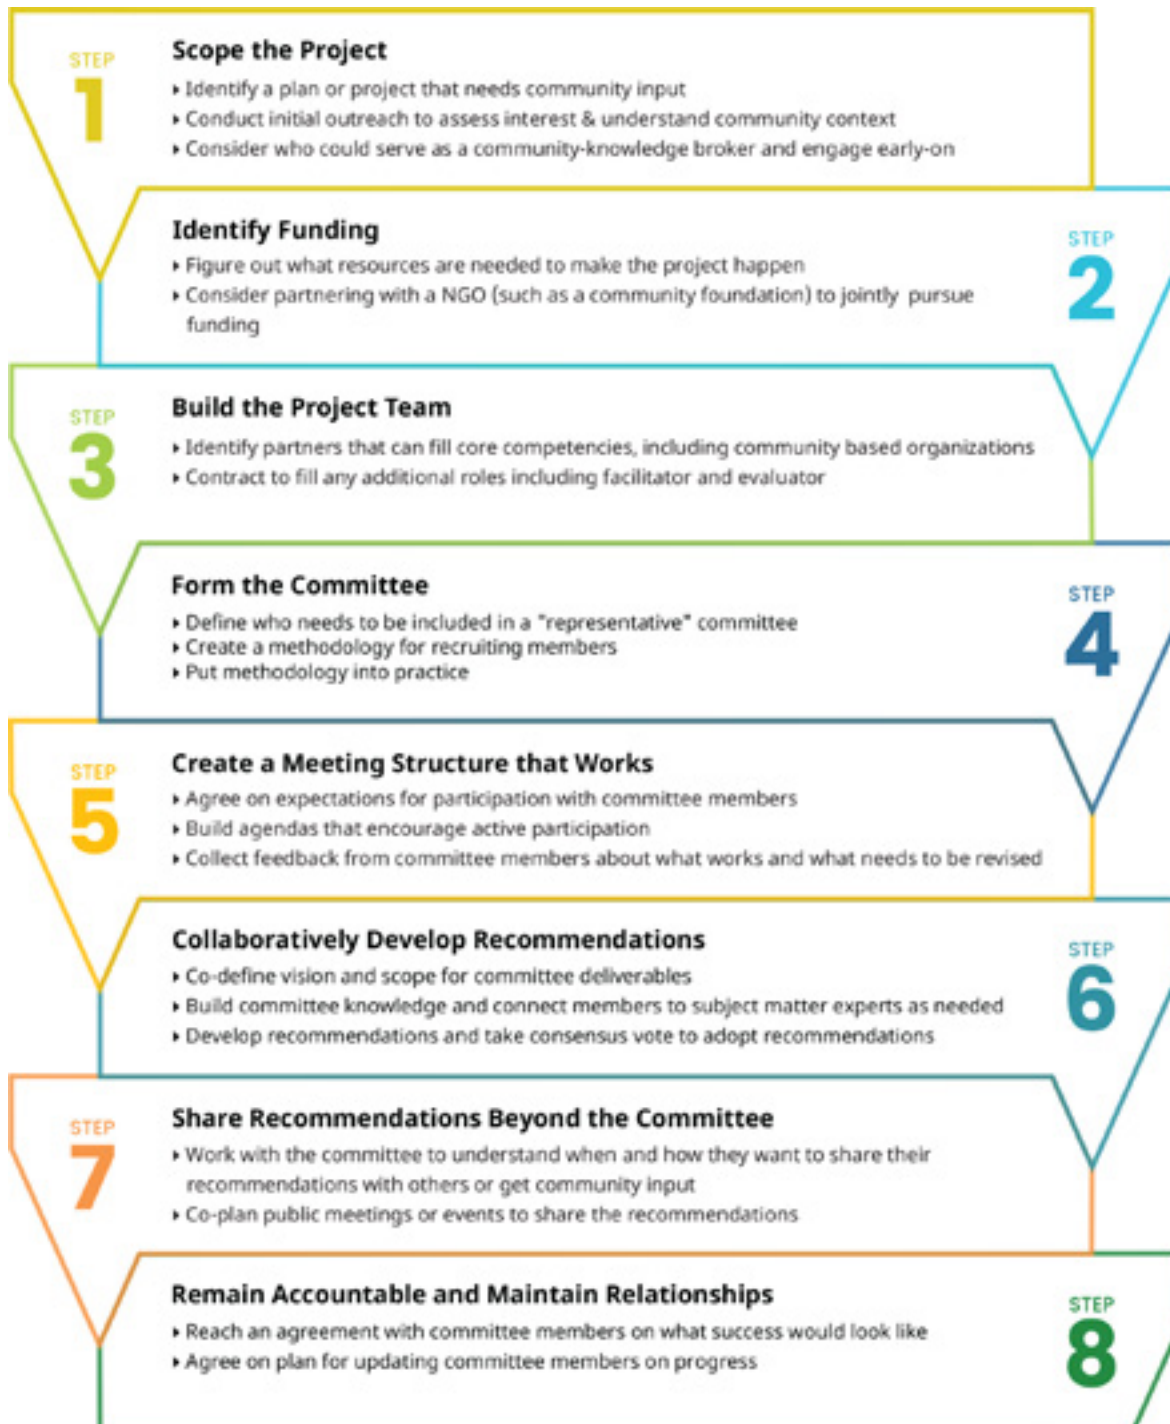 STEP
1
Scope the Project
‣ Identify a plan or project that needs community input
‣ Conduct initial outreach to assess interest & understand community context
‣ Consider who could serve as a community-knowledge broker and engage early-on
STEP
2
Identify Funding
‣ Figure out what resources are needed to make the project happen
‣ Consider partnering with a NGO (such as a community foundation) to jointly pursue
funding
STEP
3
Build the Project Team
‣ Identify partners that can fill core competencies, including community based organizations
‣ Contract to fill any additional roles including facilitator and evaluator
STEP
4
Form the Committee
‣ Define who needs to be included in a "representative" committee
‣ Create a methodology for recruiting members
‣ Put methodology into practice
STEP
5
Create a Meeting Structure that Works
‣ Agree on expectations for participation with committee members
‣ Build agendas that encourage active participation
‣ Collect feedback from committee members about what works and what needs to be revised
STEP
6
Collaboratively Develop Recommendations
‣ Co-define vision and scope for committee deliverables
‣ Build committee knowledge and connect members to subject matter experts as needed
‣ Develop recommendations and take consensus vote to adopt recommendations
STEP
7
Share Recommendations Beyond the Committee
‣ Work with the committee to understand when and how they want to share their
recommendations with others or get community input
‣ Co-plan public meetings or events to share the recommendations
STEP
8
Remain Accountable and Maintain Relationships
‣ Reach an agreement with committee members on what success would look like
‣ Agree on plan for updating committee members on progress